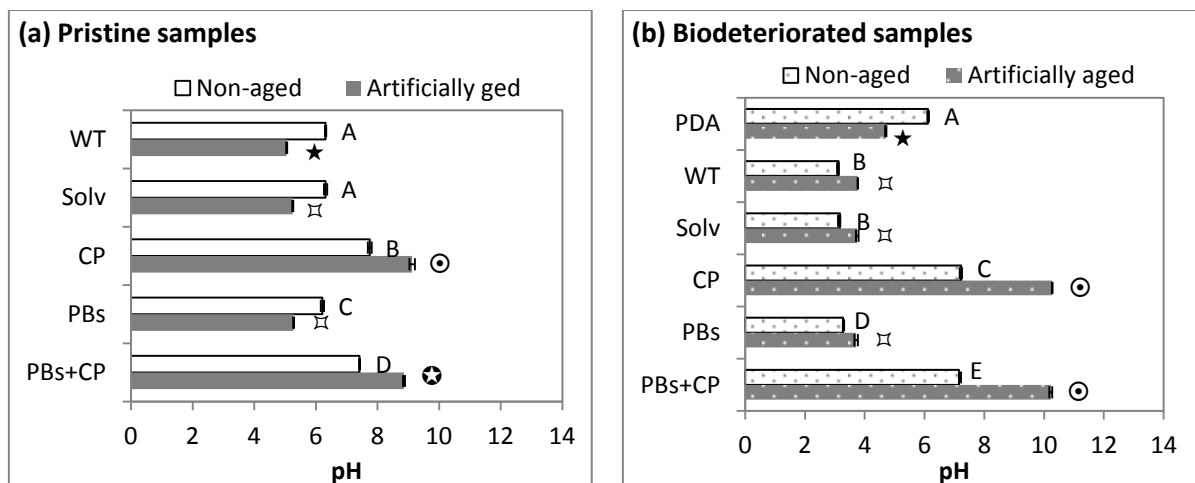 (a) Pristine samples
Non-aged Artificially ged
WT A ★
Solv A ¤
CP B ⊙
PBs C ¤
PBs+CP D ✪
0 2 4 6 8 10 12 14
pH
(b) Biodeteriorated samples
Non-aged Artificially aged
PDA A ★
WT B ¤
Solv B ¤
CP C ⊙
PBs D ¤
PBs+CP E ⊙
0 2 4 6 8 10 12 14
pH